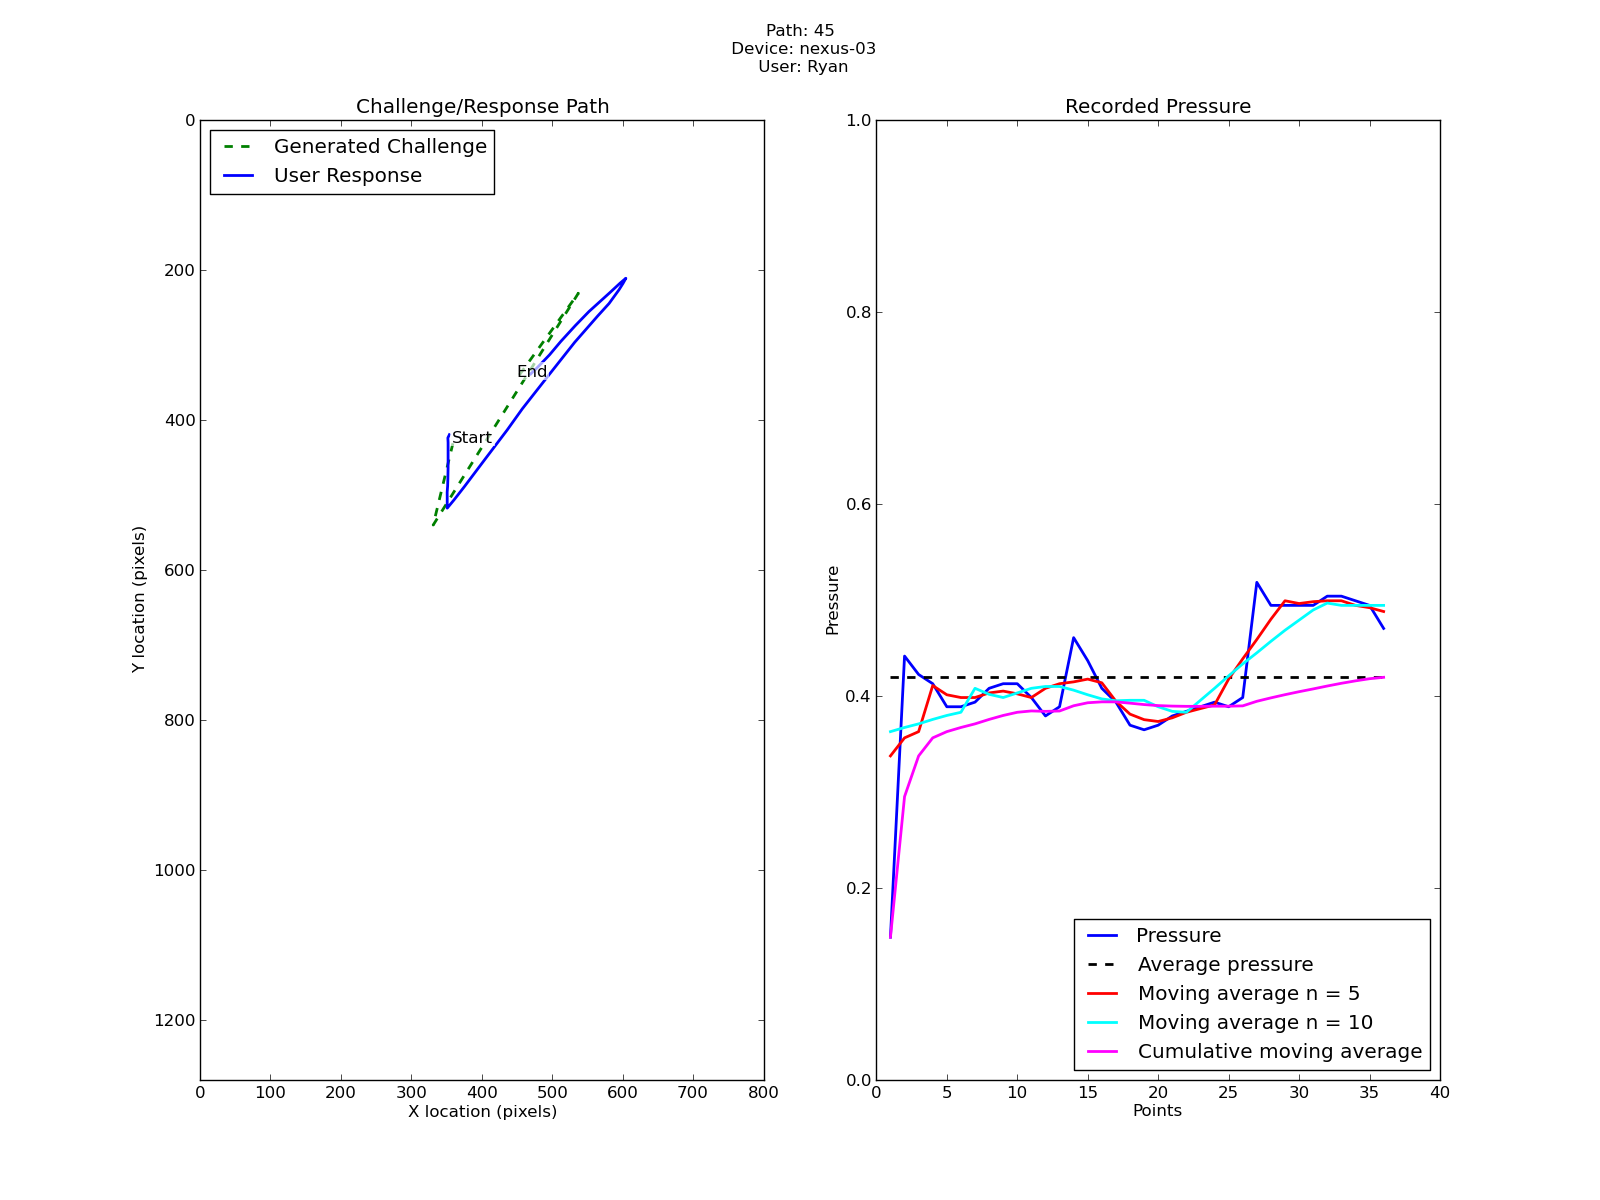 Path: 45
Device: nexus-03
User: Ryan
Challenge/Response Path
0
200
400
600
800
1000
1200
Y location (pixels)
Generated Challenge
User Response
End
Start
0 100 200 300 400 500 600 700 800
X location (pixels)
Recorded Pressure
1.0
0.8
0.6
0.4
0.2
0.0
Pressure
Pressure
Average pressure
Moving average n = 5
Moving average n = 10
Cumulative moving average
0 5 10 15 20 25 30 35 40
Points